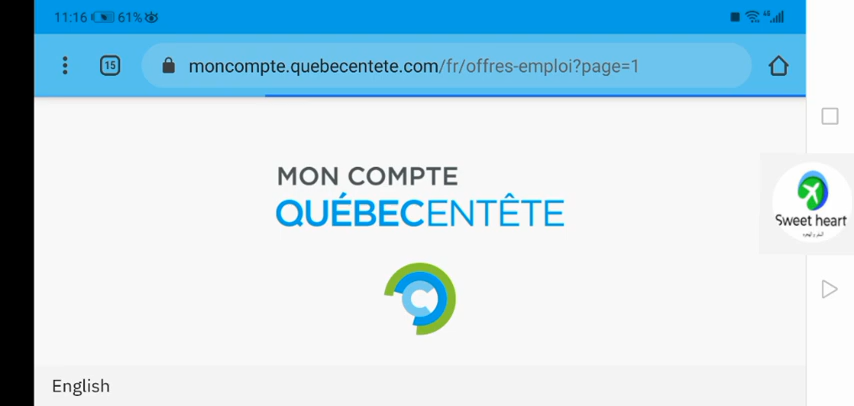 11:16 61%
15
moncompte.quebecentete.com/fr/offres-emploi?page=1
MON COMPTE
QUÉBECENTÊTE
Sweet heart
English